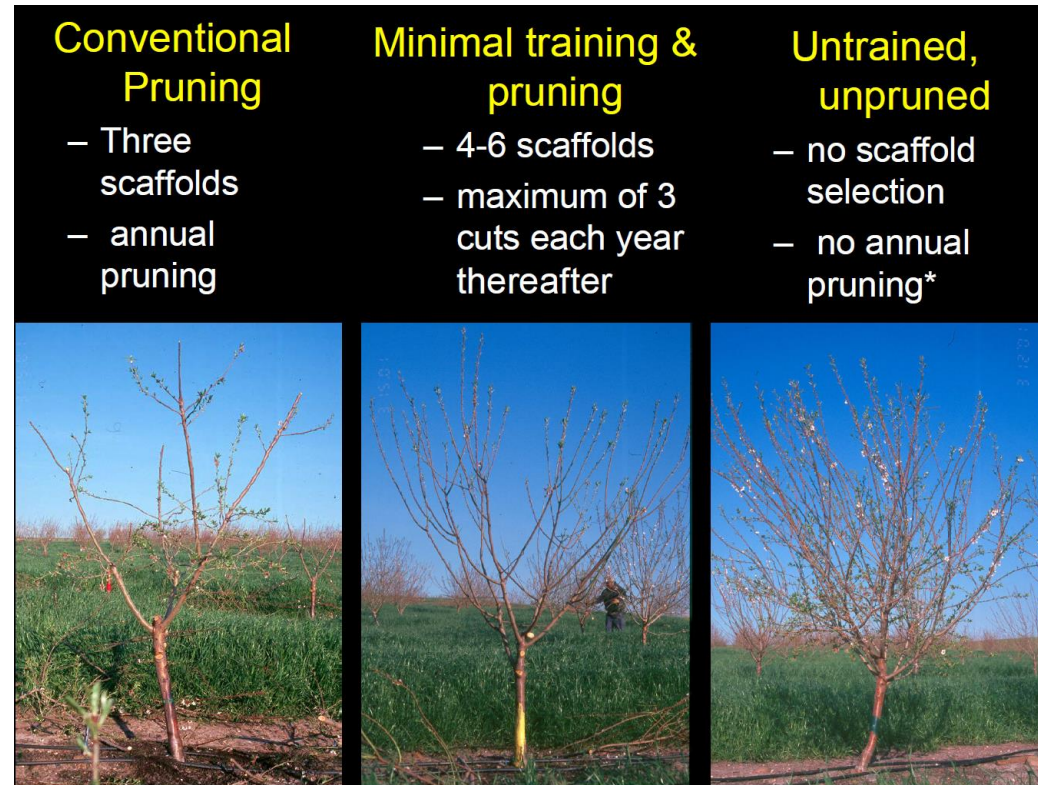 Conventional
Pruning
– Three
scaffolds
– annual
pruning
Minimal training &
pruning
– 4-6 scaffolds
– maximum of 3
cuts each year
thereafter
Untrained,
unpruned
– no scaffold
selection
– no annual
pruning*